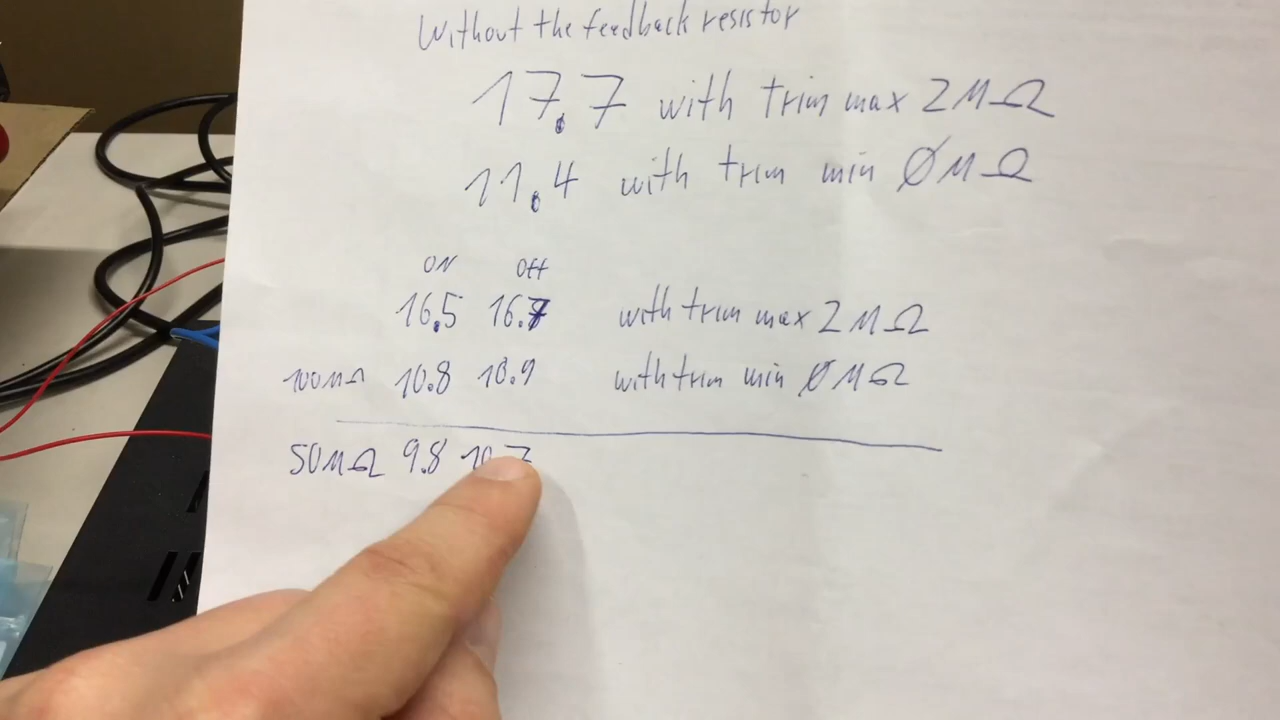 Without the feedback resistor
17.7 with trim max 2MΩ
11.4 with trim min ØMΩ
ON Off
16.5 16.7 with trim max 2MΩ
100MΩ 10.8 10.9 with trim min ØMΩ
50MΩ 9.8